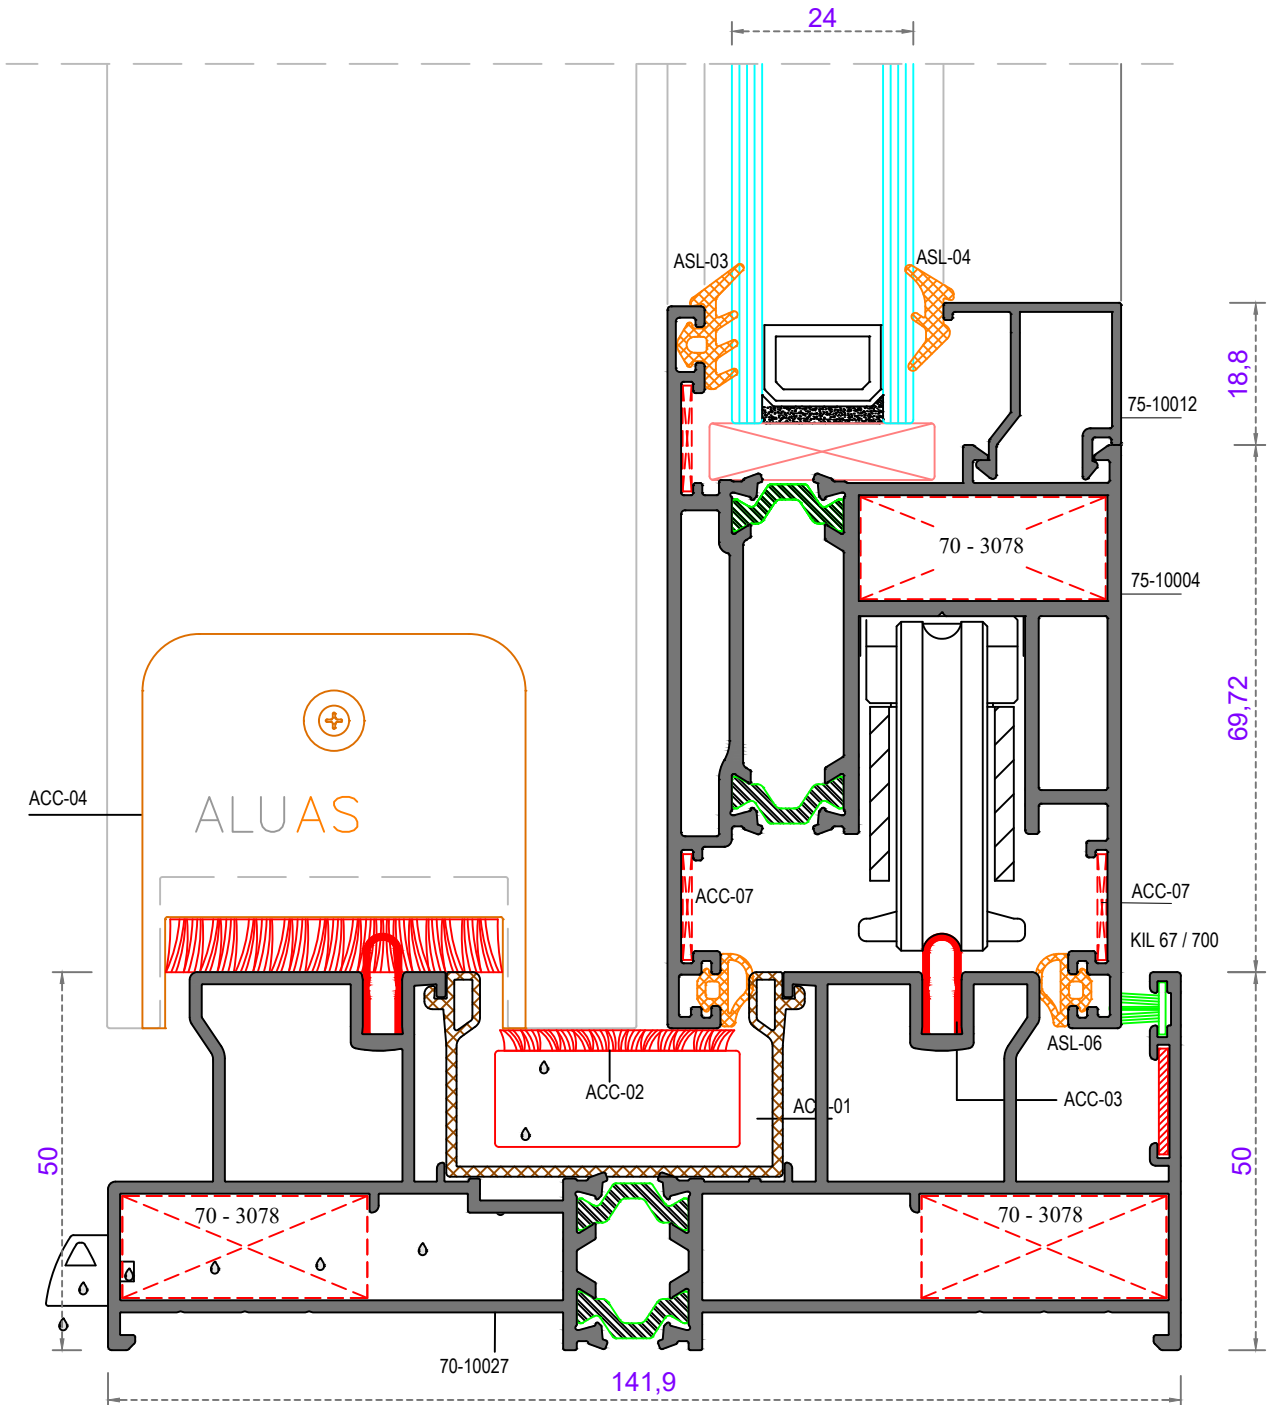 24
ASL-03
ASL-04
18,8
75-10012
70 - 3078
75-10004
69,72
ACC-04
ALUAS
ACC-07
ACC-07
KIL 67 / 700
ASL-06
ACC-02
ACC-01
ACC-03
50
50
70 - 3078
70 - 3078
70-10027
141,9